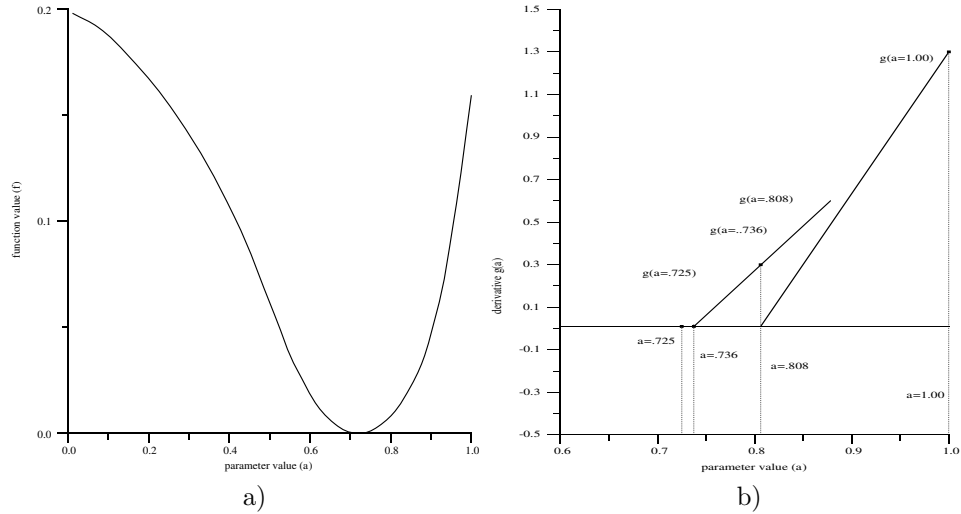 0.2
0.1
0.0
function value (f)
0.0
0.2
0.4
0.6
0.8
1.0
parameter value (a)
a)
1.5
1.3
1.1
0.9
0.7
0.5
0.3
0.1
-0.1
-0.3
-0.5
derivative g(a)
g(a=1.00)
g(a=.808)
g(a=..736)
g(a=.725)
a=.725
a=.736
a=.808
a=1.00
0.6
0.7
0.8
0.9
1.0
parameter value (a)
b)